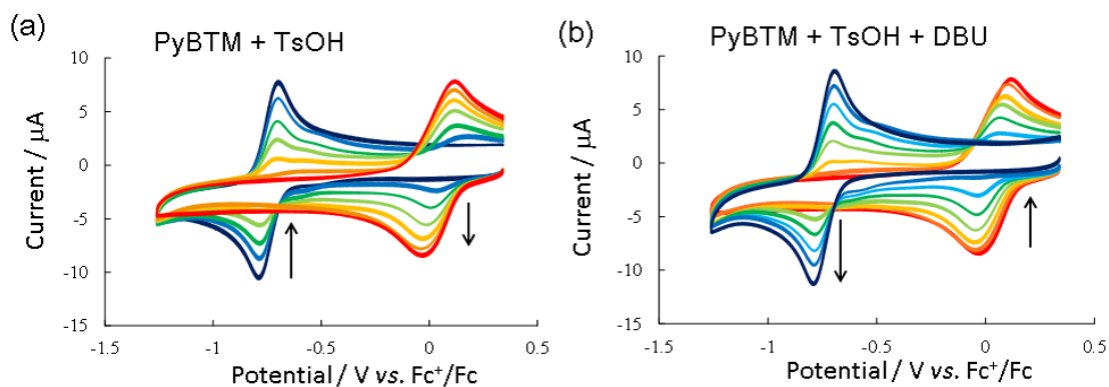 (a)
PyBTM + TsOH
10
5
0
-5
-10
-15
-1.5
-1
-0.5
0
0.5
Current / μA
Potential / V vs. Fc⁺/Fc
(b)
PyBTM + TsOH + DBU
10
5
0
-5
-10
-15
-1.5
-1
-0.5
0
0.5
Current / μA
Potential / V vs. Fc⁺/Fc